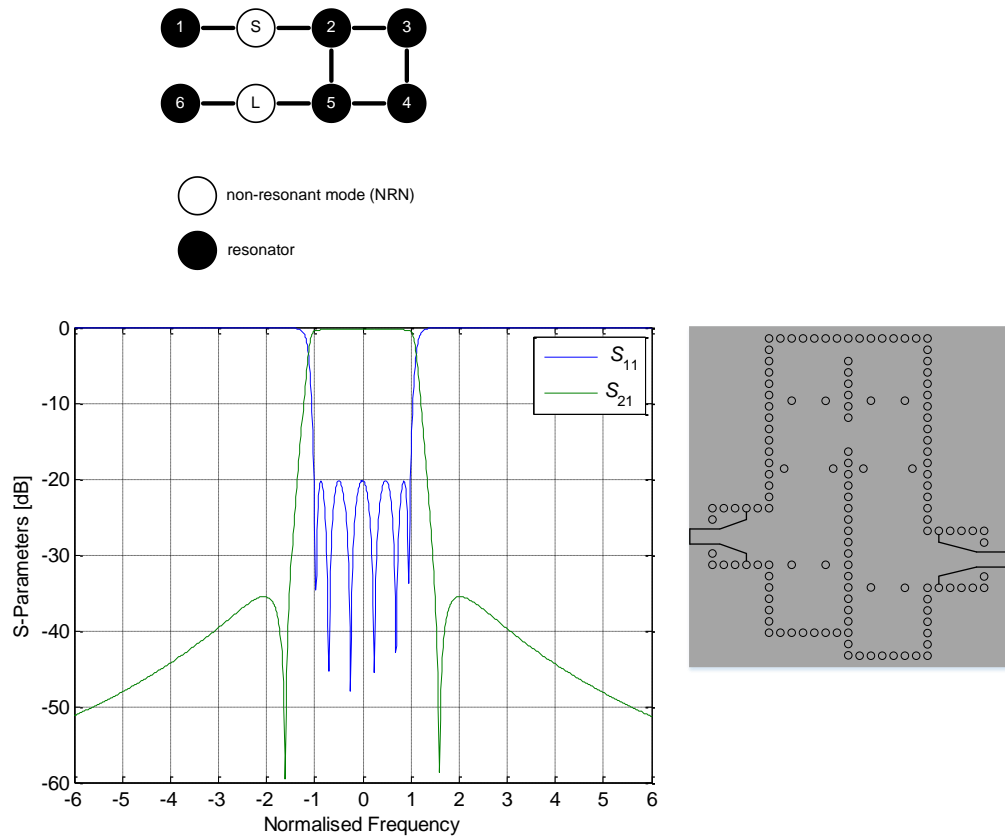 1 S 2 3
6 L 5 4
non-resonant mode (NRN)
resonator
S-Parameters [dB]
0
-10
-20
-30
-40
-50
-60
S11
S21
-6 -5 -4 -3 -2 -1 0 1 2 3 4 5 6
Normalised Frequency